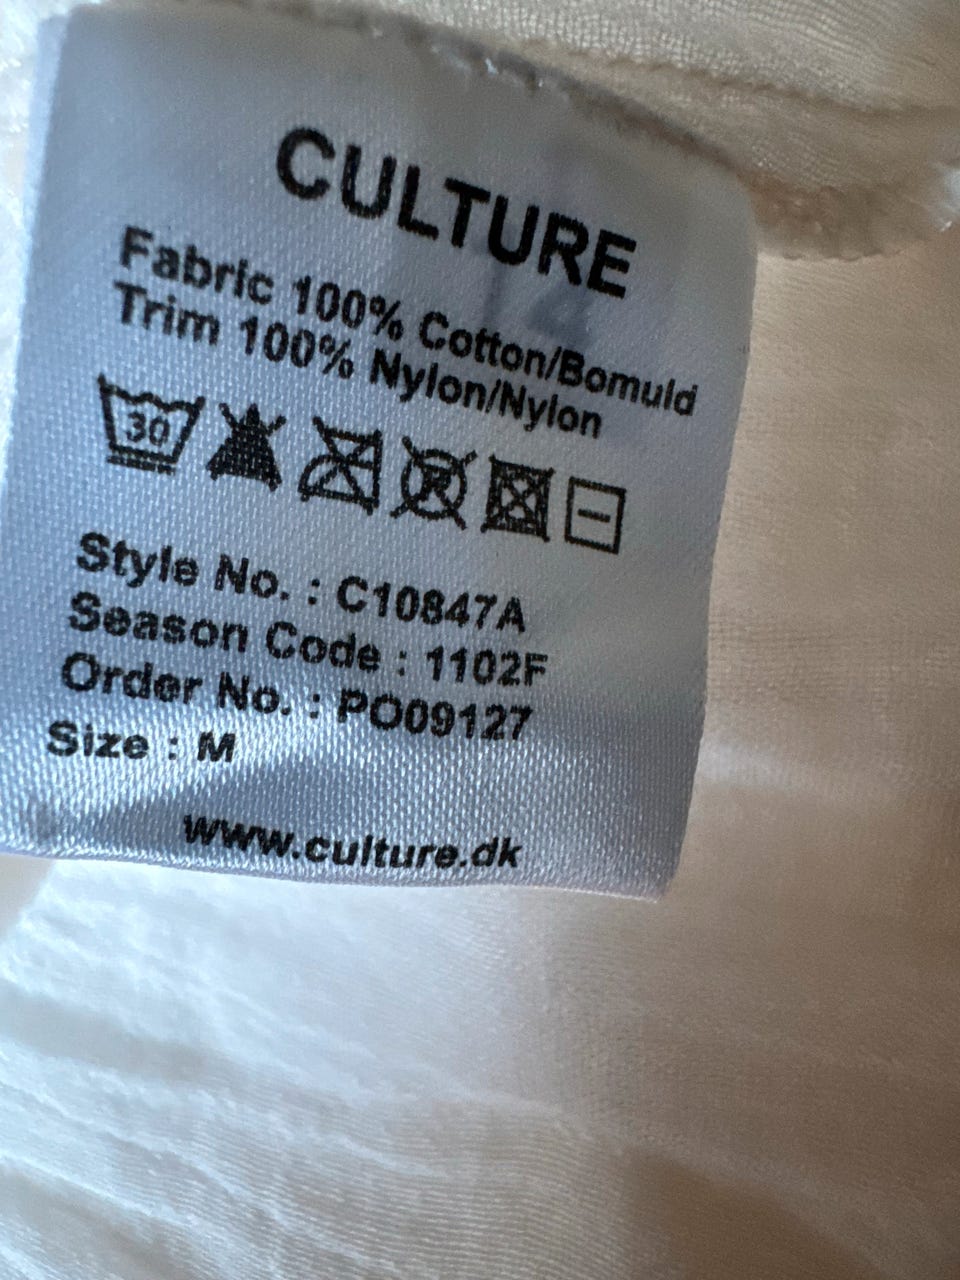 CULTURE
Fabric 100% Cotton/Bomuld
Trim 100% Nylon/Nylon
30
Style No. : C10847A
Season Code : 1102F
Order No. : PO09127
Size : M
www.culture.dk